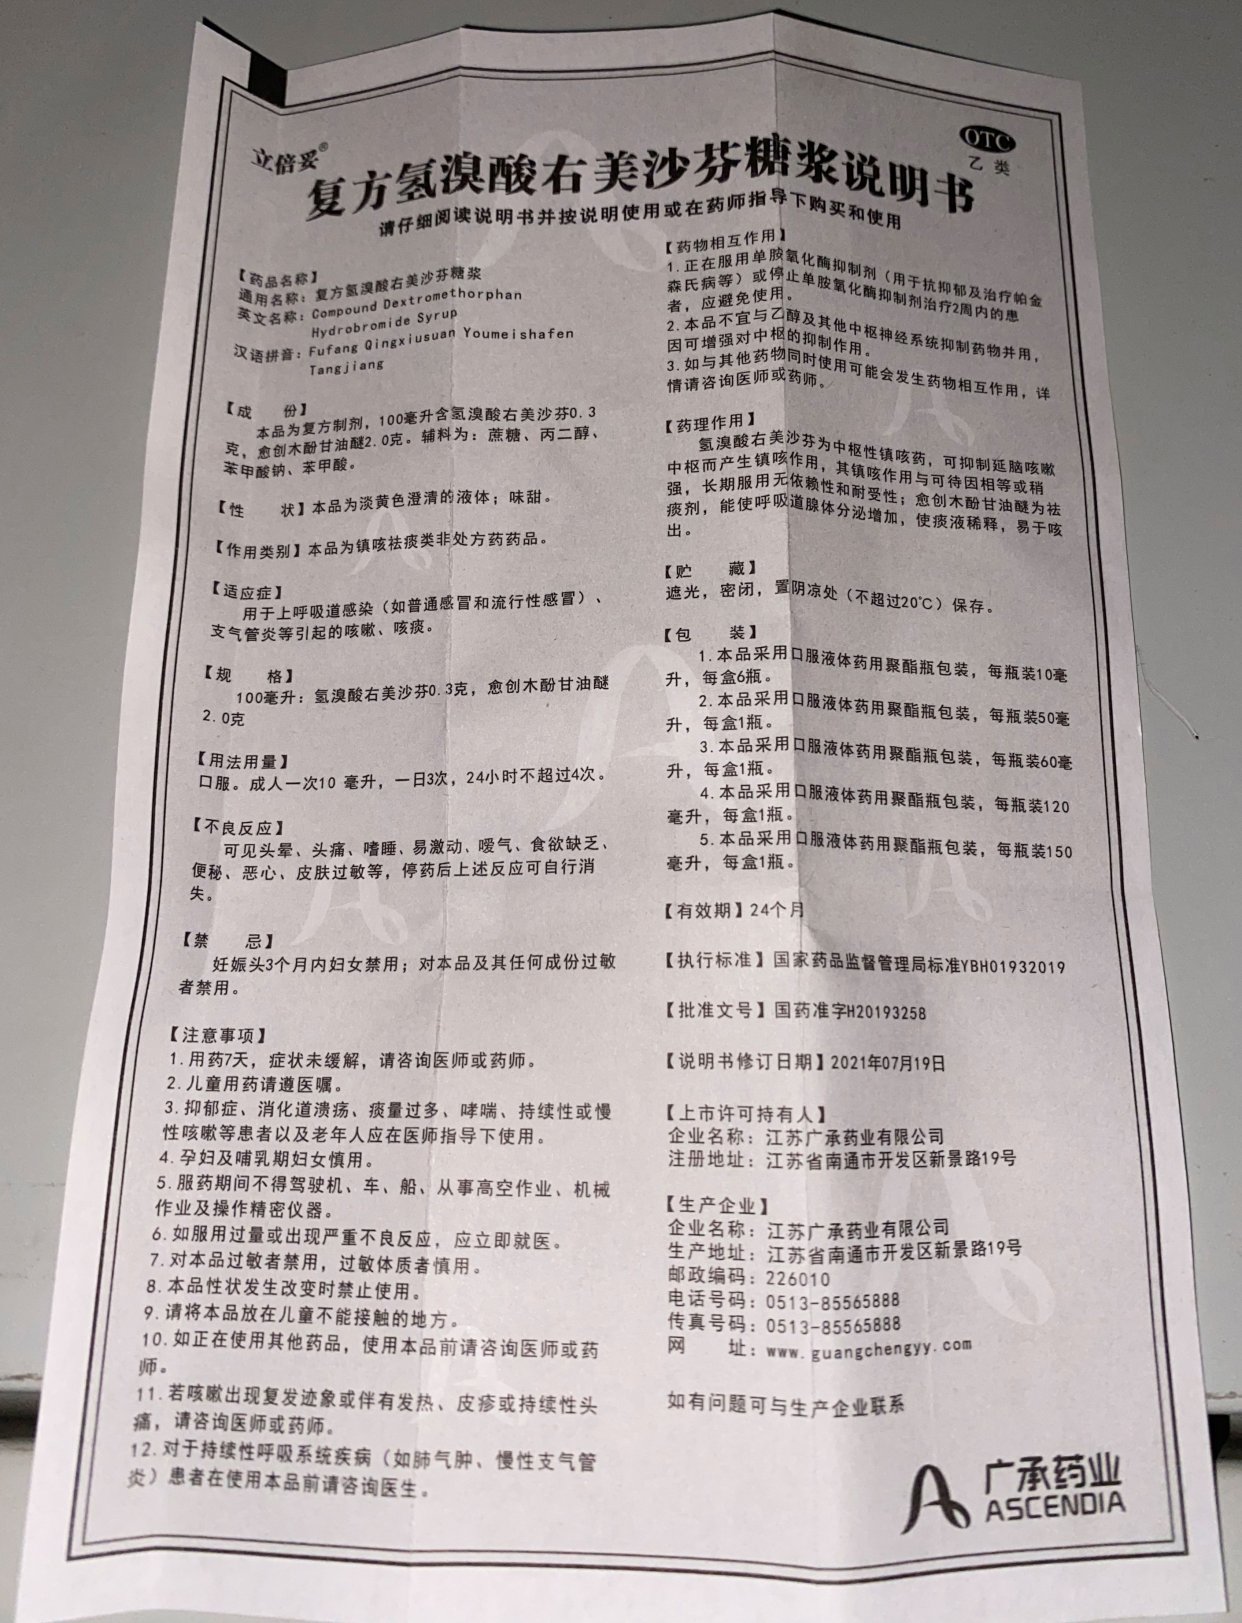 立倍妥®
OTC
乙类
复方氢溴酸右美沙芬糖浆说明书
请仔细阅读说明书并按说明使用或在药师指导下购买和使用
【药品名称】
通用名称：复方氢溴酸右美沙芬糖浆
英文名称：Compound Dextromethorphan
Hydrobromide Syrup
汉语拼音：Fufang Qingxiusuan Youmeishafen
Tangjiang
【成　　份】
本品为复方制剂，100毫升含氢溴酸右美沙芬0.3
克，愈创木酚甘油醚2.0克。辅料为：蔗糖、丙二醇、
苯甲酸钠、苯甲酸。
【性　　状】本品为淡黄色澄清的液体；味甜。
【作用类别】本品为镇咳祛痰类非处方药药品。
【适应症】
用于上呼吸道感染（如普通感冒和流行性感冒）、
支气管炎等引起的咳嗽、咳痰。
【规　　格】
100毫升：氢溴酸右美沙芬0.3克，愈创木酚甘油醚
2.0克
【用法用量】
口服。成人一次10 毫升，一日3次，24小时不超过4次。
【不良反应】
可见头晕、头痛、嗜睡、易激动、嗳气、食欲缺乏、
便秘、恶心、皮肤过敏等，停药后上述反应可自行消
失。
【禁　　忌】
妊娠头3个月内妇女禁用；对本品及其任何成份过敏
者禁用。
【注意事项】
1.用药7天，症状未缓解，请咨询医师或药师。
2.儿童用药请遵医嘱。
3.抑郁症、消化道溃疡、痰量过多、哮喘、持续性或慢
性咳嗽等患者以及老年人应在医师指导下使用。
4.孕妇及哺乳期妇女慎用。
5.服药期间不得驾驶机、车、船、从事高空作业、机械
作业及操作精密仪器。
6.如服用过量或出现严重不良反应，应立即就医。
7.对本品过敏者禁用，过敏体质者慎用。
8.本品性状发生改变时禁止使用。
9.请将本品放在儿童不能接触的地方。
10.如正在使用其他药品，使用本品前请咨询医师或药
师。
11.若咳嗽出现复发迹象或伴有发热、皮疹或持续性头
痛，请咨询医师或药师。
12.对于持续性呼吸系统疾病（如肺气肿、慢性支气管
炎）患者在使用本品前请咨询医生。
【药物相互作用】
1.正在服用单胺氧化酶抑制剂（用于抗抑郁及治疗帕金
森氏病等）或停止单胺氧化酶抑制剂治疗2周内的患
者，应避免使用。
2.本品不宜与乙醇及其他中枢神经系统抑制药物并用，
因可增强对中枢的抑制作用。
3.如与其他药物同时使用可能会发生药物相互作用，详
情请咨询医师或药师。
【药理作用】
氢溴酸右美沙芬为中枢性镇咳药，可抑制延脑咳嗽
中枢而产生镇咳作用，其镇咳作用与可待因相等或稍
强，长期服用无依赖性和耐受性；愈创木酚甘油醚为祛
痰剂，能使呼吸道腺体分泌增加，使痰液稀释，易于咳
出。
【贮　　藏】
遮光，密闭，置阴凉处（不超过20℃）保存。
【包　　装】
1.本品采用口服液体药用聚酯瓶包装，每瓶装10毫
升，每盒6瓶。
2.本品采用口服液体药用聚酯瓶包装，每瓶装50毫
升，每盒1瓶。
3.本品采用口服液体药用聚酯瓶包装，每瓶装60毫
升，每盒1瓶。
4.本品采用口服液体药用聚酯瓶包装，每瓶装120
毫升，每盒1瓶。
5.本品采用口服液体药用聚酯瓶包装，每瓶装150
毫升，每盒1瓶。
【有效期】24个月
【执行标准】国家药品监督管理局标准YBH01932019
【批准文号】国药准字H20193258
【说明书修订日期】2021年07月19日
【上市许可持有人】
企业名称：江苏广承药业有限公司
注册地址：江苏省南通市开发区新景路19号
【生产企业】
企业名称：江苏广承药业有限公司
生产地址：江苏省南通市开发区新景路19号
邮政编码：226010
电话号码：0513-85565888
传真号码：0513-85565888
网　　址：www.guangchengyy.com
如有问题可与生产企业联系
广承药业
ASCENDIA